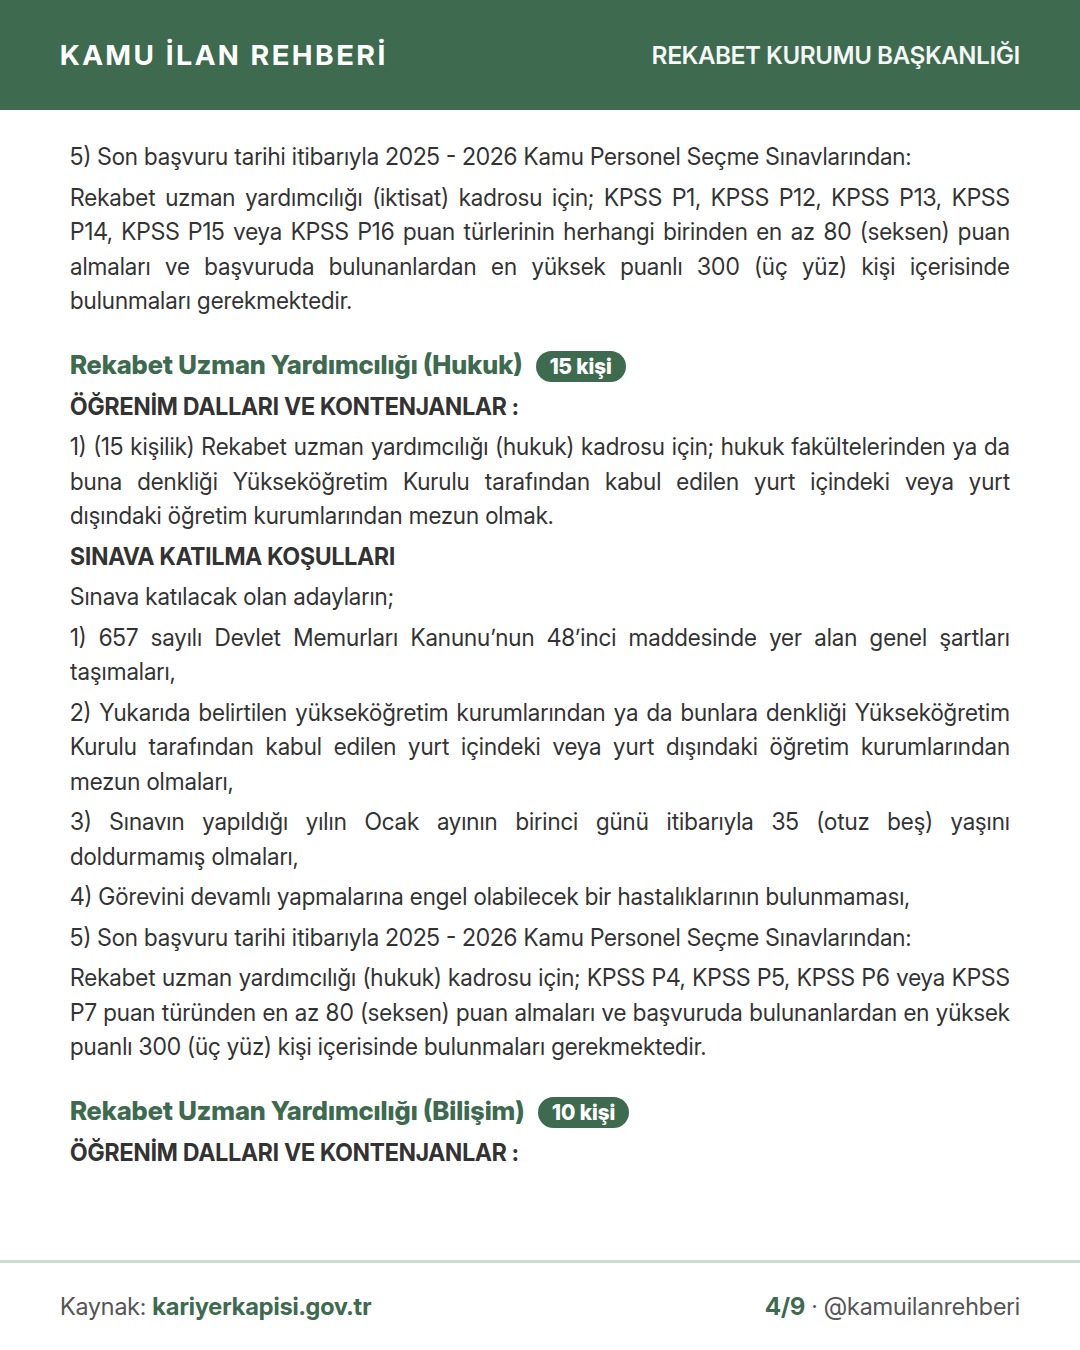 KAMU İLAN REHBERİ
REKABET KURUMU BAŞKANLIĞI
5) Son başvuru tarihi itibarıyla 2025 - 2026 Kamu Personel Seçme Sınavlarından:
Rekabet uzman yardımcılığı (iktisat) kadrosu için; KPSS P1, KPSS P12, KPSS P13, KPSS
P14, KPSS P15 veya KPSS P16 puan türlerinin herhangi birinden en az 80 (seksen) puan
almaları ve başvuruda bulunanlardan en yüksek puanlı 300 (üç yüz) kişi içerisinde
bulunmaları gerekmektedir.
Rekabet Uzman Yardımcılığı (Hukuk) 15 kişi
ÖĞRENİM DALLARI VE KONTENJANLAR :
1) (15 kişilik) Rekabet uzman yardımcılığı (hukuk) kadrosu için; hukuk fakültelerinden ya da
buna denkliği Yükseköğretim Kurulu tarafından kabul edilen yurt içindeki veya yurt
dışındaki öğretim kurumlarından mezun olmak.
SINAVA KATILMA KOŞULLARI
Sınava katılacak olan adayların;
1) 657 sayılı Devlet Memurları Kanunu’nun 48’inci maddesinde yer alan genel şartları
taşımaları,
2) Yukarıda belirtilen yükseköğretim kurumlarından ya da bunlara denkliği Yükseköğretim
Kurulu tarafından kabul edilen yurt içindeki veya yurt dışındaki öğretim kurumlarından
mezun olmaları,
3) Sınavın yapıldığı yılın Ocak ayının birinci günü itibarıyla 35 (otuz beş) yaşını
doldurmamış olmaları,
4) Görevini devamlı yapmalarına engel olabilecek bir hastalıklarının bulunmaması,
5) Son başvuru tarihi itibarıyla 2025 - 2026 Kamu Personel Seçme Sınavlarından:
Rekabet uzman yardımcılığı (hukuk) kadrosu için; KPSS P4, KPSS P5, KPSS P6 veya KPSS
P7 puan türünden en az 80 (seksen) puan almaları ve başvuruda bulunanlardan en yüksek
puanlı 300 (üç yüz) kişi içerisinde bulunmaları gerekmektedir.
Rekabet Uzman Yardımcılığı (Bilişim) 10 kişi
ÖĞRENİM DALLARI VE KONTENJANLAR :
Kaynak: kariyerkapisi.gov.tr
4/9 · @kamuilanrehberi